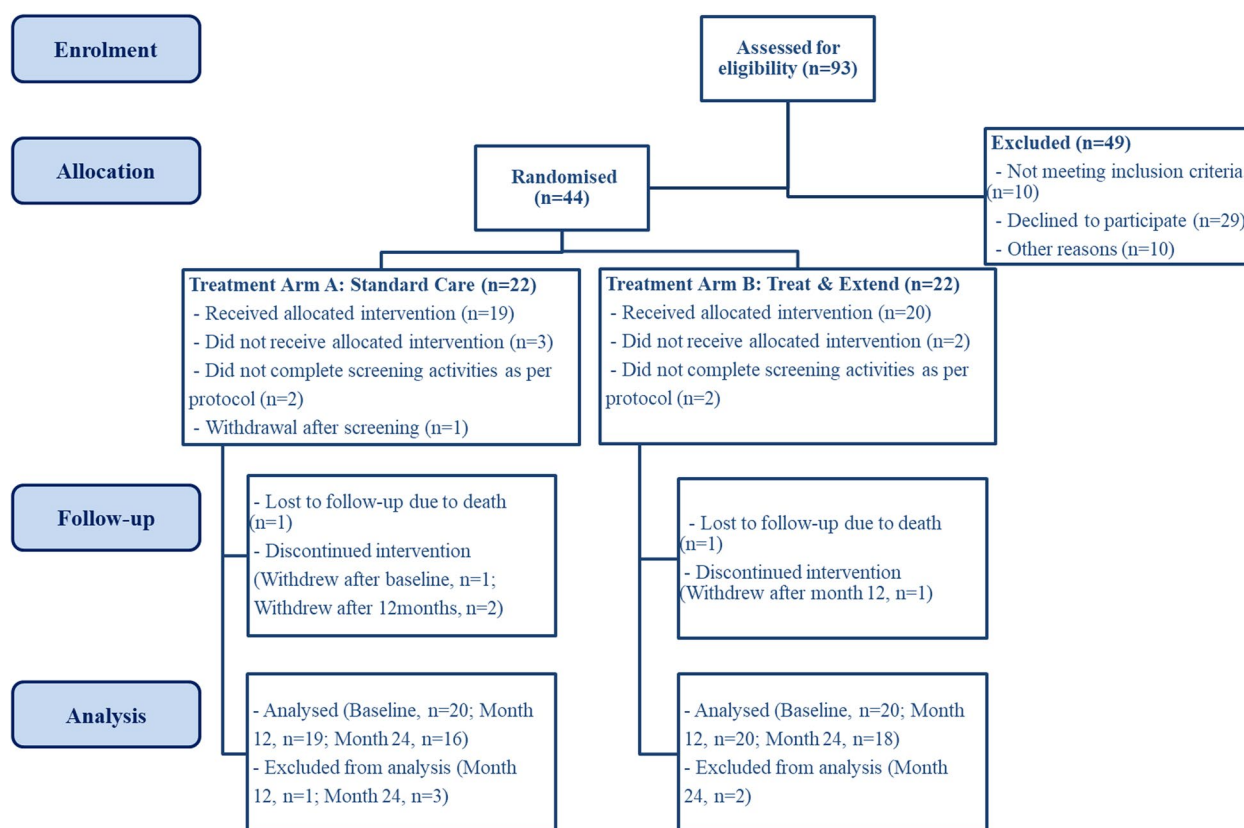 Enrolment
Assessed for
eligibility (n=93)
Allocation
Excluded (n=49)
- Not meeting inclusion criteria
(n=10)
- Declined to participate (n=29)
- Other reasons (n=10)
Randomised
(n=44)
Treatment Arm A: Standard Care (n=22)
- Received allocated intervention (n=19)
- Did not receive allocated intervention (n=3)
- Did not complete screening activities as per
protocol (n=2)
- Withdrawal after screening (n=1)
Treatment Arm B: Treat & Extend (n=22)
- Received allocated intervention (n=20)
- Did not receive allocated intervention (n=2)
- Did not complete screening activities as per
protocol (n=2)
Follow-up
- Lost to follow-up due to death
(n=1)
- Discontinued intervention
(Withdrew after baseline, n=1;
Withdrew after 12months, n=2)
- Lost to follow-up due to death
(n=1)
- Discontinued intervention
(Withdrew after month 12, n=1)
Analysis
- Analysed (Baseline, n=20; Month
12, n=19; Month 24, n=16)
- Excluded from analysis (Month
12, n=1; Month 24, n=3)
- Analysed (Baseline, n=20; Month
12, n=20; Month 24, n=18)
- Excluded from analysis (Month
24, n=2)